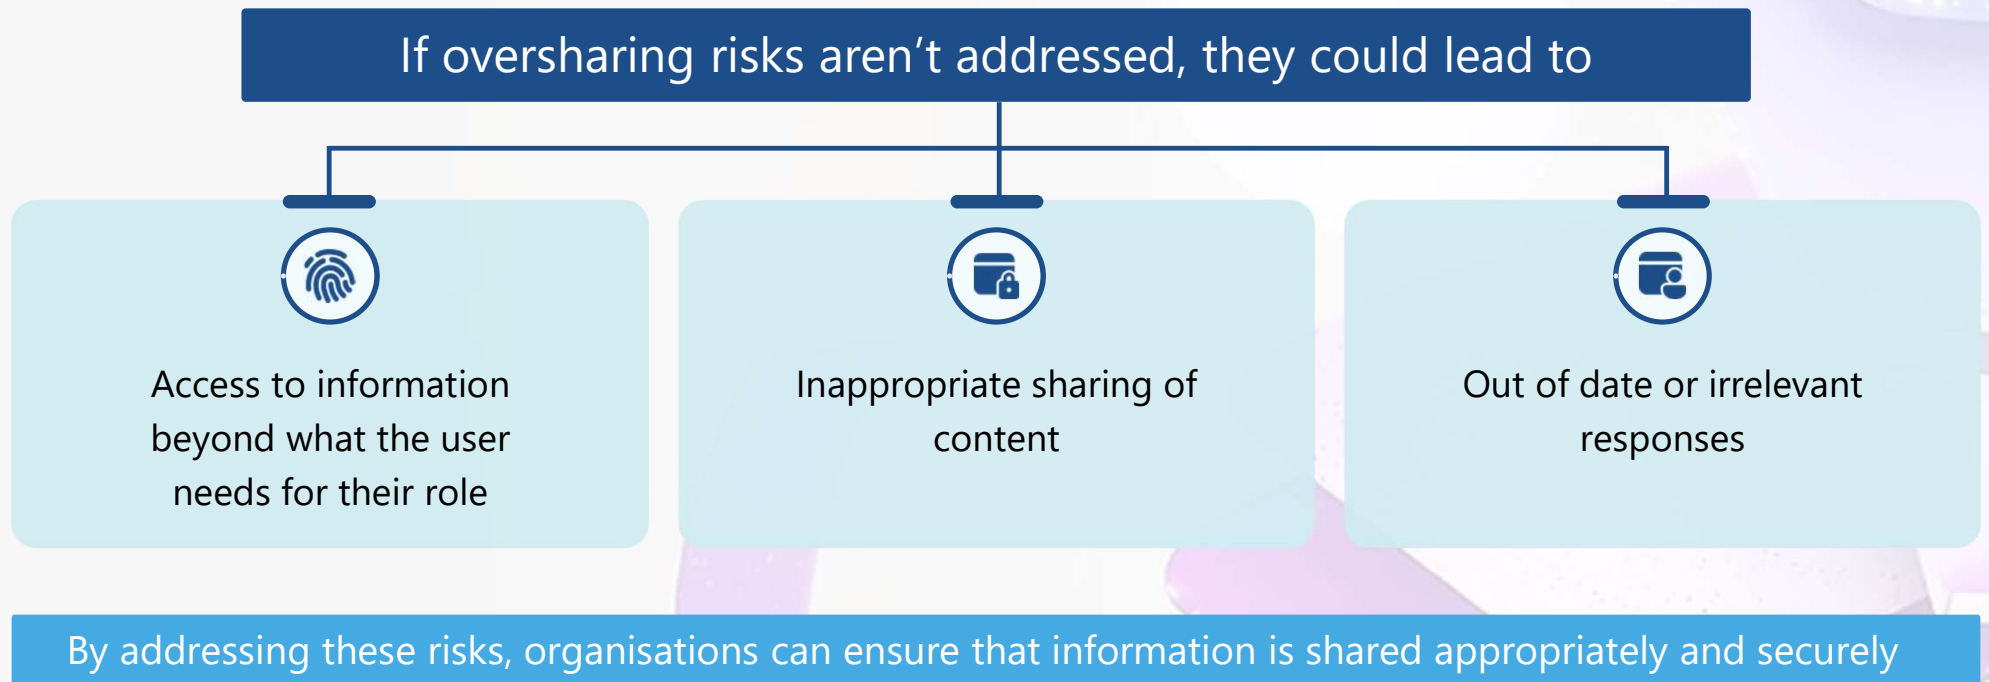 If oversharing risks aren’t addressed, they could lead to
Access to information
beyond what the user
needs for their role
Inappropriate sharing of
content
Out of date or irrelevant
responses
By addressing these risks, organisations can ensure that information is shared appropriately and securely